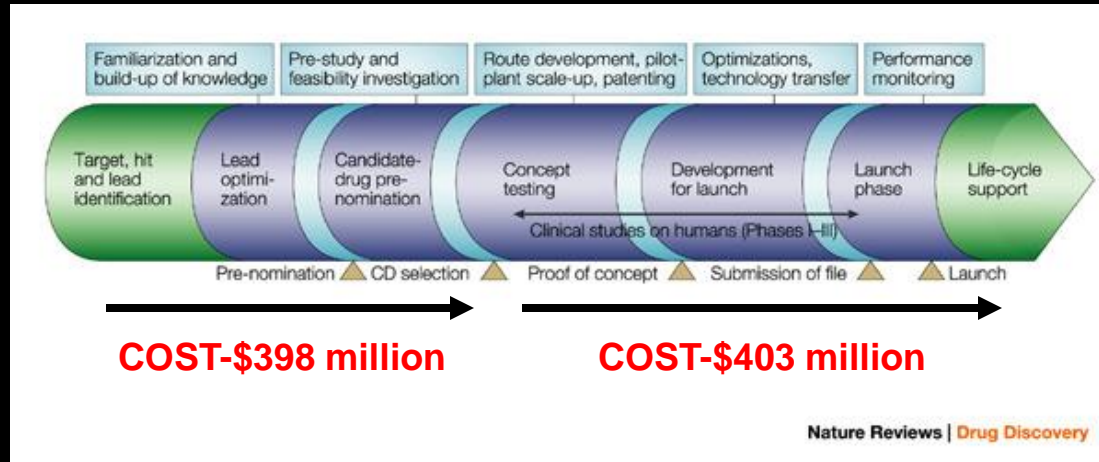 Familiarization and
build-up of knowledge
Pre-study and
feasibility investigation
Route development, pilot-
plant scale-up, patenting
Optimizations,
technology transfer
Performance
monitoring
Target, hit
and lead
identification
Lead
optimi-
zation
Candidate-
drug pre-
nomination
Concept
testing
Development
for launch
Launch
phase
Life-cycle
support
Clinical studies on humans (Phases I–III)
Pre-nomination
CD selection
Proof of concept
Submission of file
Launch
COST-$398 million
COST-$403 million
Nature Reviews | Drug Discovery